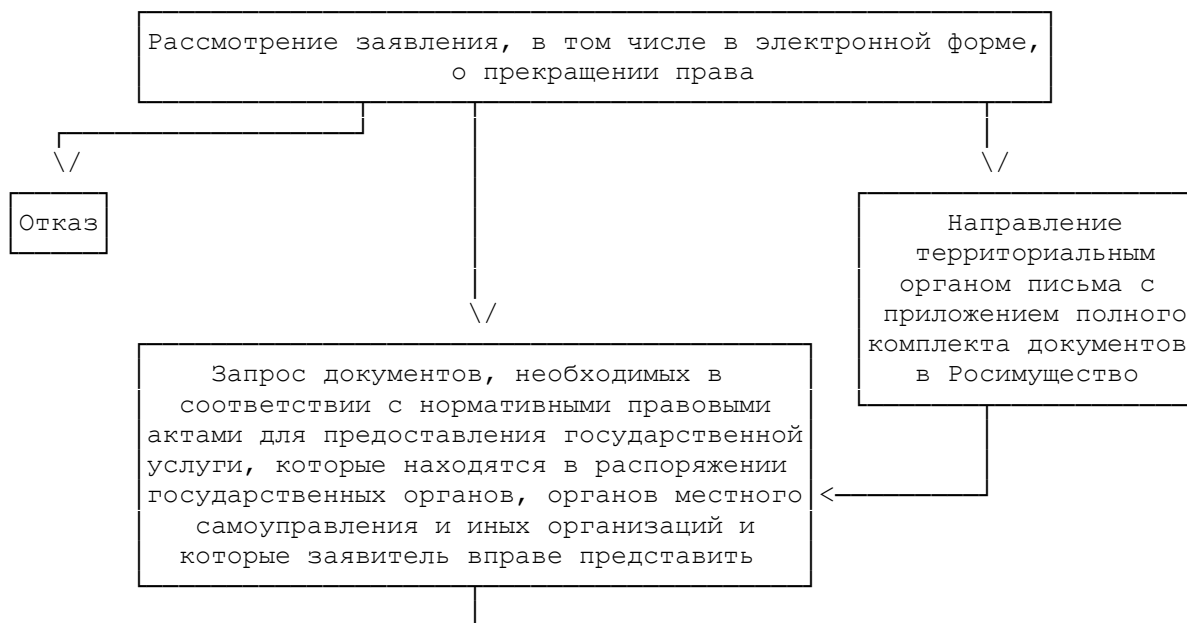 Рассмотрение заявления, в том числе в электронной форме,
о прекращении права
Отказ
Направление
территориальным
органом письма с
приложением полного
комплекта документов
в Росимущество
Запрос документов, необходимых в
соответствии с нормативными правовыми
актами для предоставления государственной
услуги, которые находятся в распоряжении
государственных органов, органов местного
самоуправления и иных организаций и
которые заявитель вправе представить